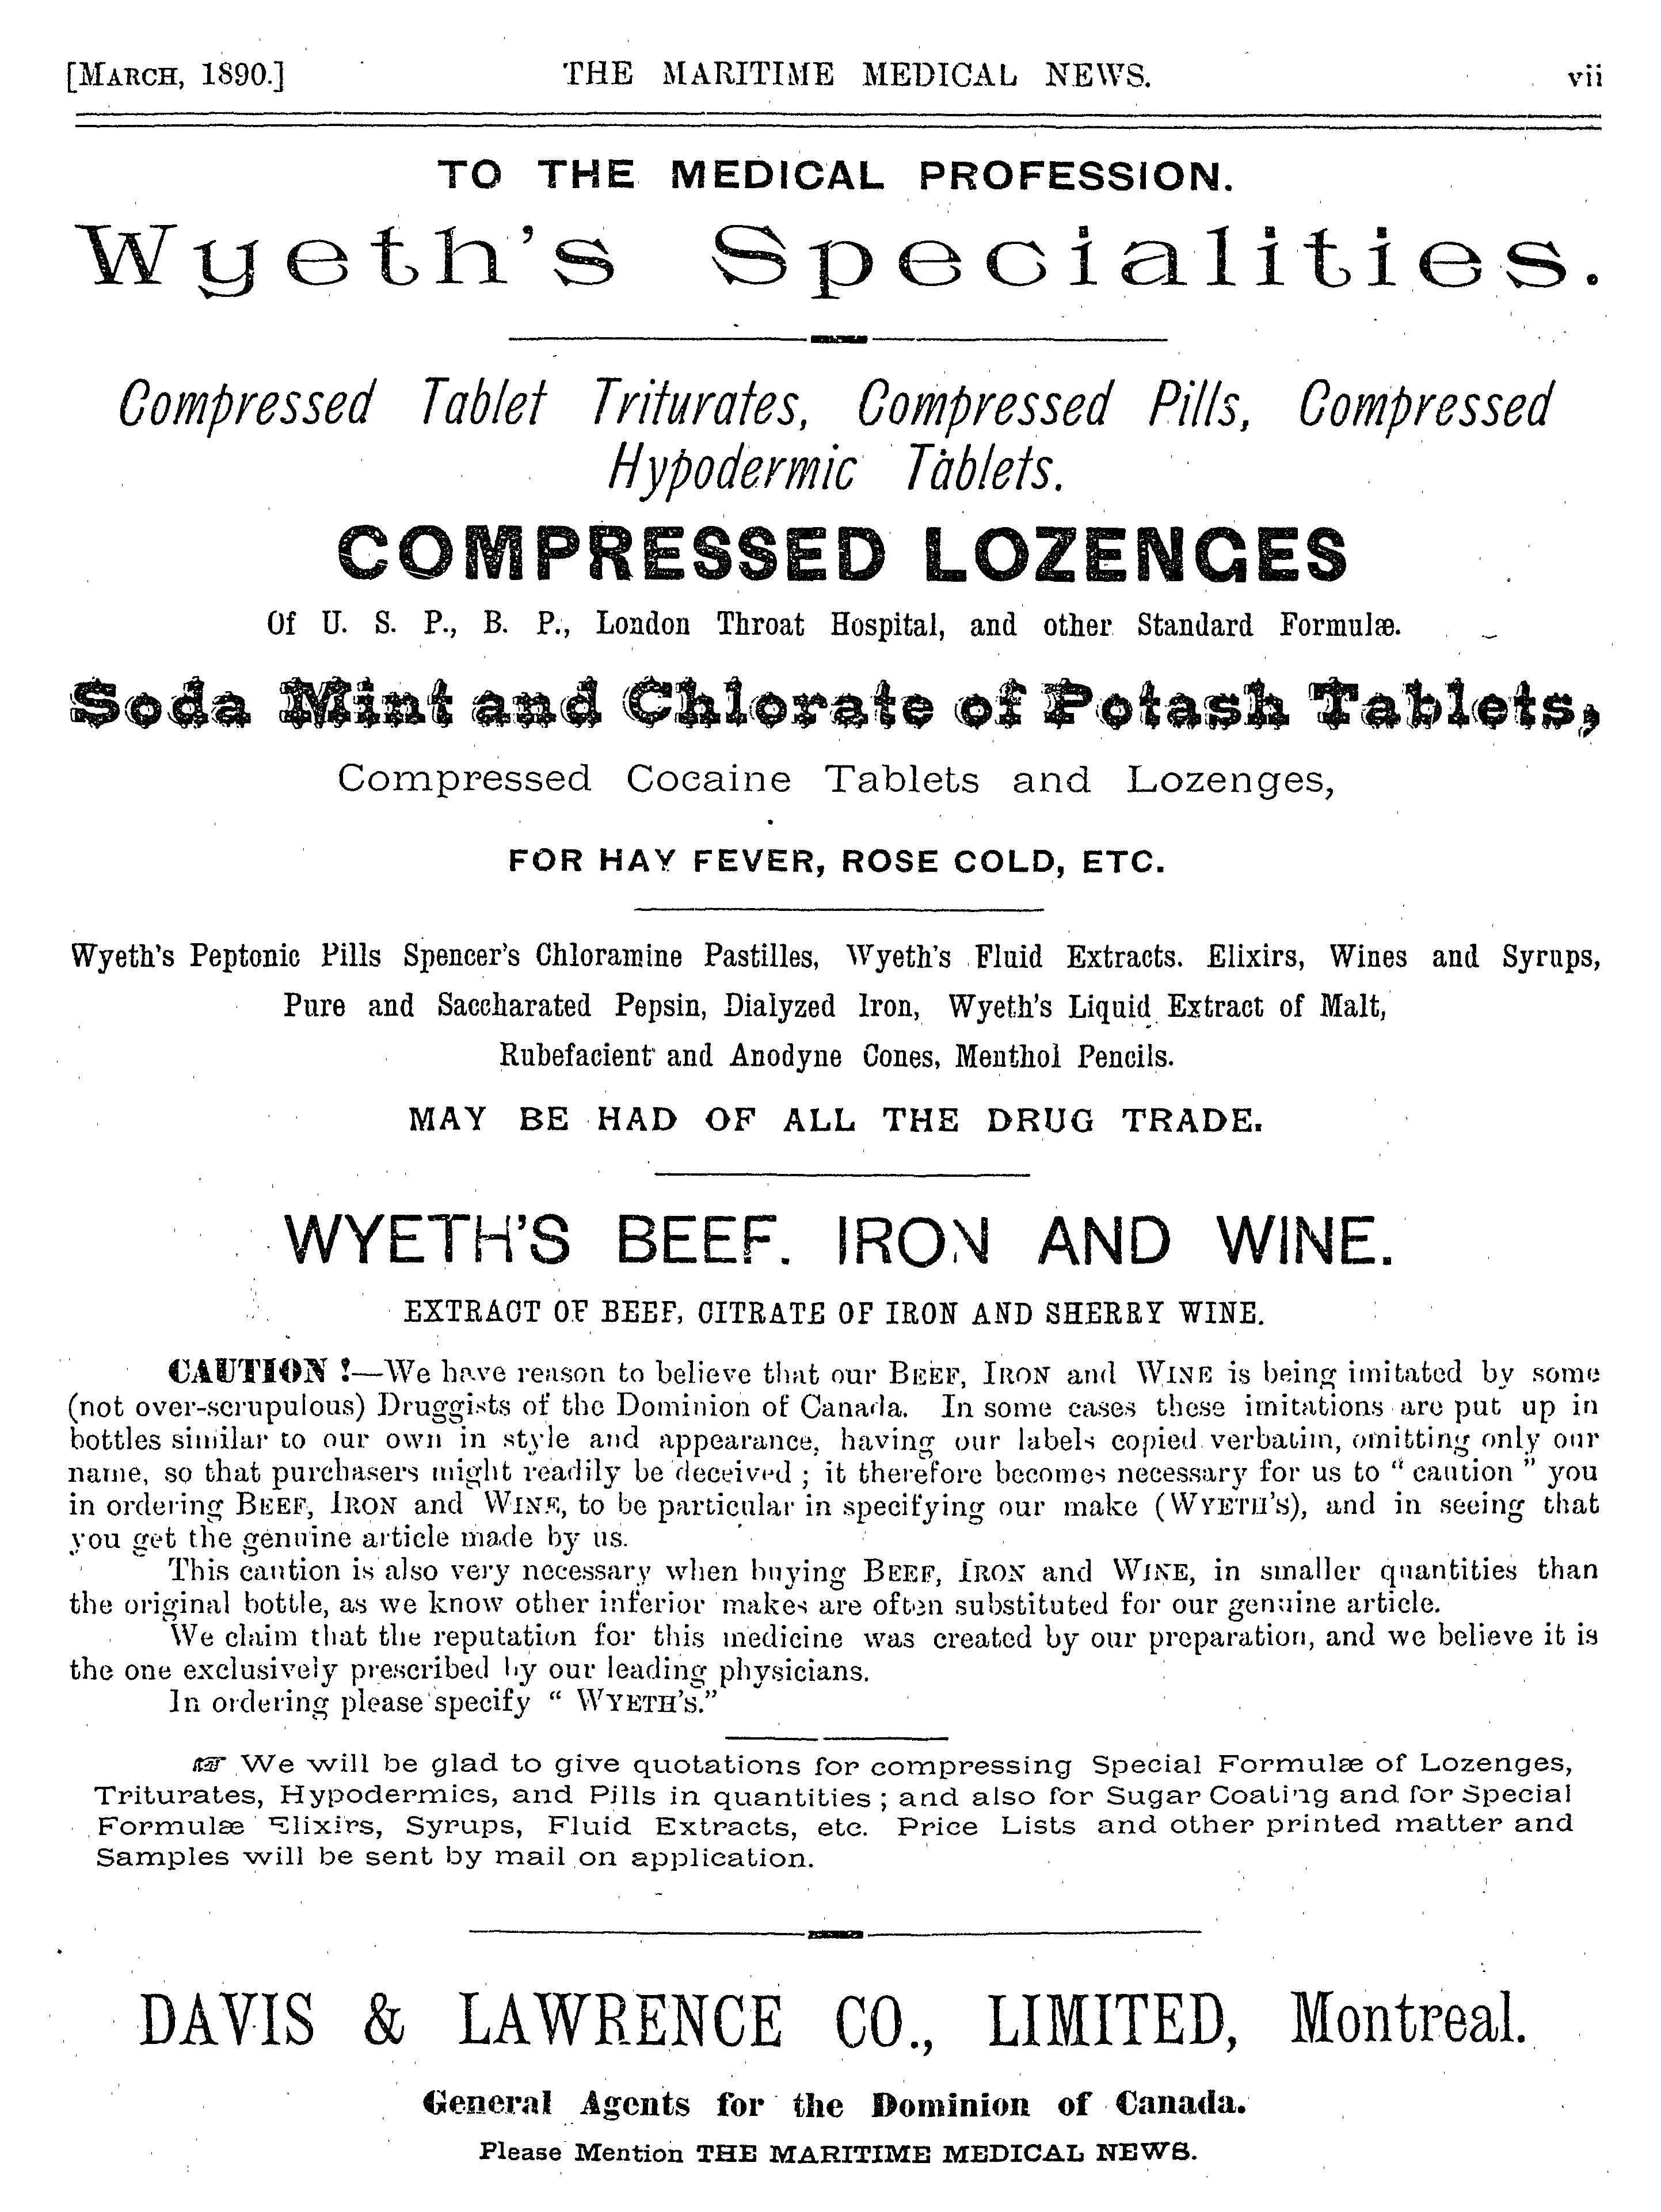 [MARCH, 1890.] THE MARITIME MEDICAL NEWS. vii
TO THE MEDICAL PROFESSION.
Wyeth's Specialities.
Compressed Tablet Triturates, Compressed Pills, Compressed
Hypodermic Tablets.
COMPRESSED LOZENGES
Of U. S. P., B. P., London Throat Hospital, and other Standard Formulæ.
Soda Mint and Chlorate of Potash Tablets,
Compressed Cocaine Tablets and Lozenges,
FOR HAY FEVER, ROSE COLD, ETC.
Wyeth's Peptonic Pills Spencer's Chloramine Pastilles, Wyeth's Fluid Extracts. Elixirs, Wines and Syrups,
Pure and Saccharated Pepsin, Dialyzed Iron, Wyeth's Liquid Extract of Malt,
Rubefacient and Anodyne Cones, Menthol Pencils.
MAY BE HAD OF ALL THE DRUG TRADE.
WYETH'S BEEF. IRON AND WINE.
EXTRACT OF BEEF, CITRATE OF IRON AND SHERRY WINE.
CAUTION !—We have reason to believe that our BEEF, IRON and WINE is being imitated by some
(not over-scrupulous) Druggists of the Dominion of Canada. In some cases these imitations are put up in
bottles similar to our own in style and appearance, having our labels copied verbatim, omitting only our
name, so that purchasers might readily be deceived ; it therefore becomes necessary for us to "caution" you
in ordering BEEF, IRON and WINE, to be particular in specifying our make (WYETH'S), and in seeing that
you get the genuine article made by us.
This caution is also very necessary when buying BEEF, IRON and WINE, in smaller quantities than
the original bottle, as we know other inferior makes are often substituted for our genuine article.
We claim that the reputation for this medicine was created by our preparation, and we believe it is
the one exclusively prescribed by our leading physicians.
In ordering please specify "WYETH'S."
☞ We will be glad to give quotations for compressing Special Formulæ of Lozenges,
Triturates, Hypodermics, and Pills in quantities ; and also for Sugar Coating and for Special
Formulæ Elixirs, Syrups, Fluid Extracts, etc. Price Lists and other printed matter and
Samples will be sent by mail on application.
DAVIS & LAWRENCE CO., LIMITED, Montreal.
General Agents for the Dominion of Canada.
Please Mention THE MARITIME MEDICAL NEWS.